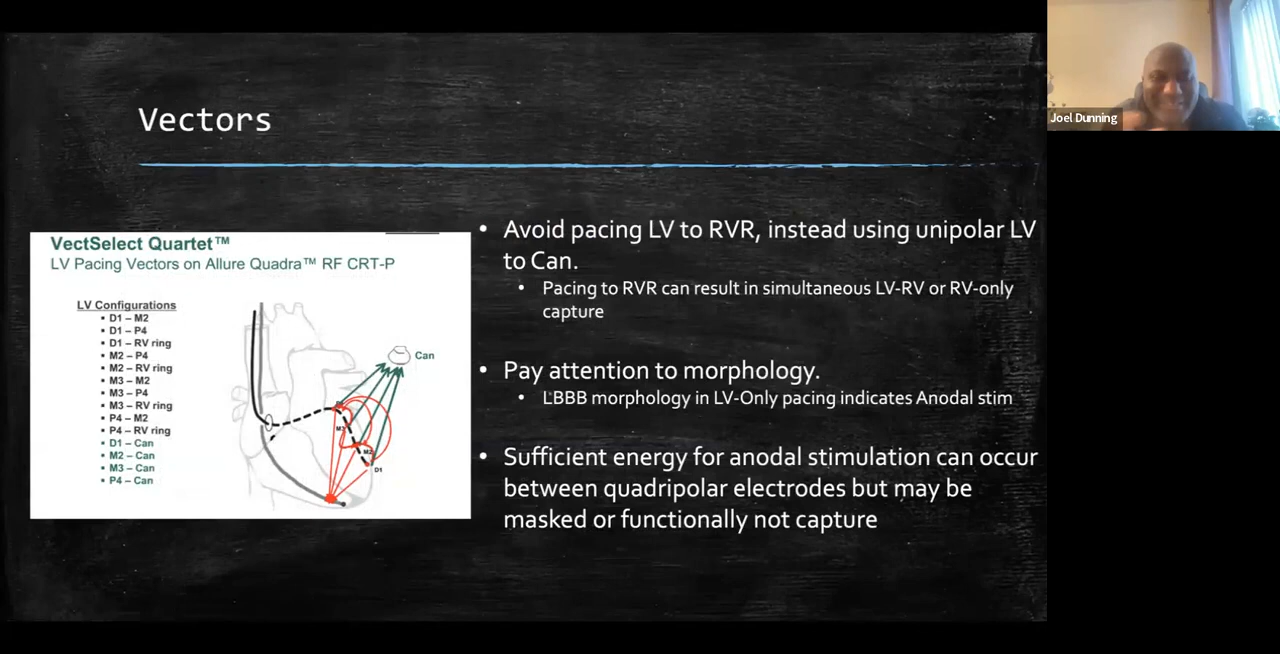 Joel Dunning
Vectors
VectSelect Quartet™
LV Pacing Vectors on Allure Quadra™ RF CRT-P
LV Configurations
▪ D1 – M2
▪ D1 – P4
▪ D1 – RV ring
▪ M2 – P4
▪ M2 – RV ring
▪ M3 – M2
▪ M3 – P4
▪ M3 – RV ring
▪ P4 – M2
▪ P4 – RV ring
▪ D1 – Can
▪ M2 – Can
▪ M3 – Can
▪ P4 – Can
Can
M3
M2
D1
• Avoid pacing LV to RVR, instead using unipolar LV
to Can.
• Pacing to RVR can result in simultaneous LV-RV or RV-only
capture
• Pay attention to morphology.
• LBBB morphology in LV-Only pacing indicates Anodal stim
• Sufficient energy for anodal stimulation can occur
between quadripolar electrodes but may be
masked or functionally not capture